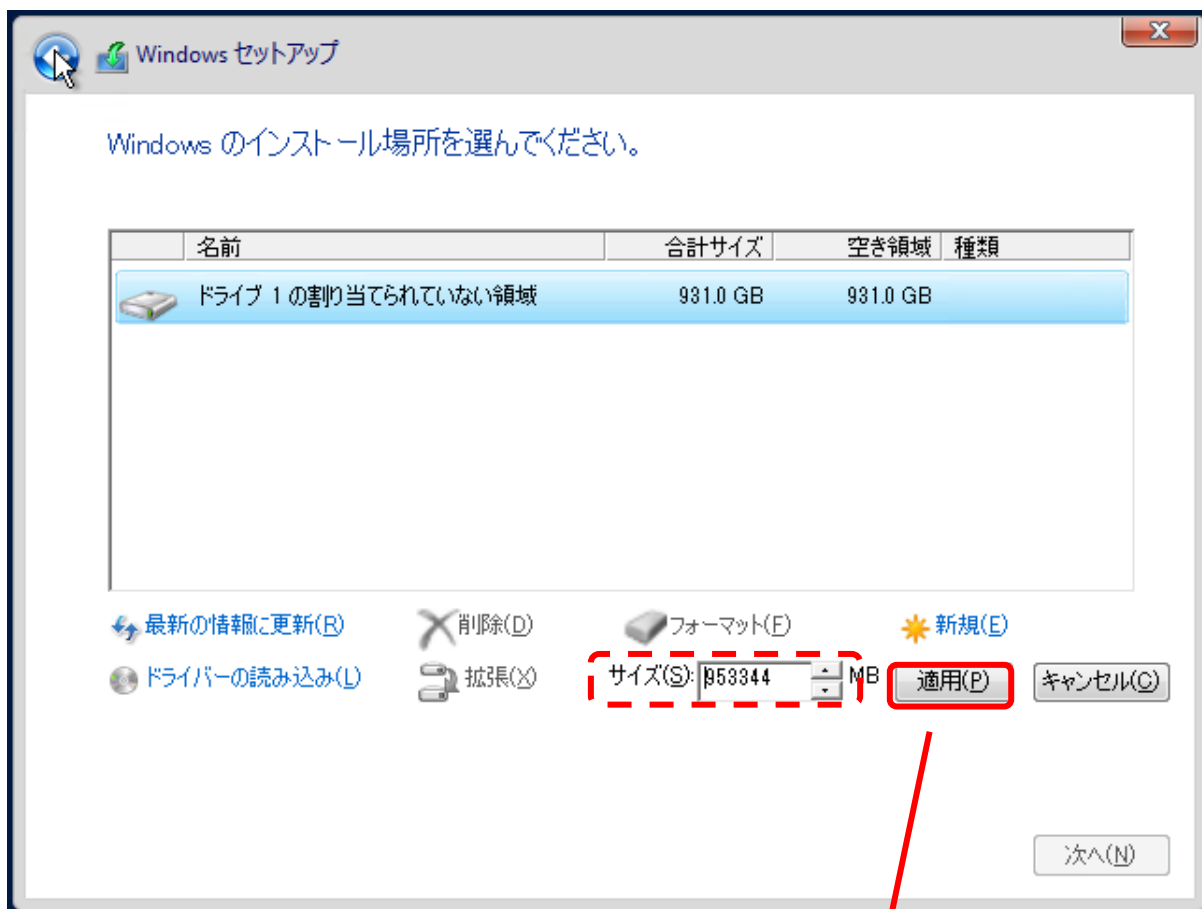 Windows セットアップ
Windows のインストール場所を選んでください。
名前 合計サイズ 空き領域 種類
ドライブ 1 の割り当てられていない領域 931.0 GB 931.0 GB
最新の情報に更新(R) 削除(D) フォーマット(F) 新規(E)
ドライバーの読み込み(L) 拡張(X) サイズ(S): 953344 MB 適用(P) キャンセル(C)
次へ(N)